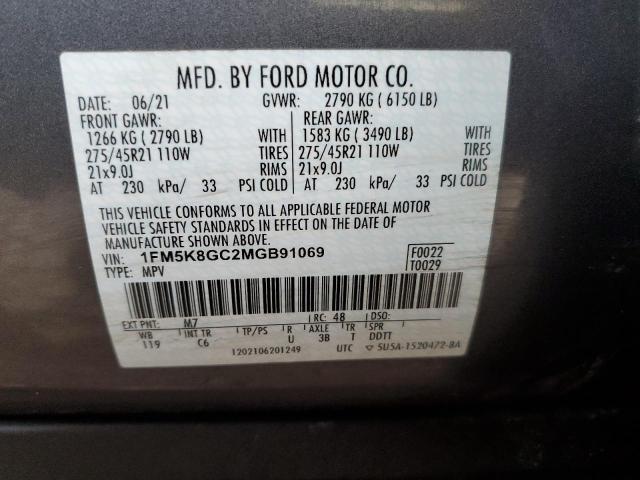 MFD. BY FORD MOTOR CO.
DATE: 06/21 GVWR: 2790 KG ( 6150 LB)
FRONT GAWR: REAR GAWR:
1266 KG ( 2790 LB) WITH 1583 KG ( 3490 LB) WITH
275/45R21 110W TIRES 275/45R21 110W TIRES
21x9.0J RIMS 21x9.0J RIMS
AT 230 kPa/ 33 PSI COLD AT 230 kPa/ 33 PSI COLD
THIS VEHICLE CONFORMS TO ALL APPLICABLE FEDERAL MOTOR
VEHICLE SAFETY STANDARDS IN EFFECT ON THE DATE OF
MANUFACTURE SHOWN ABOVE.
VIN: 1FM5K8GC2MGB91069 F0022
TYPE: MPV T0029
EXT PNT: M7 RC: 48 DSO:
WB INT TR TP/PS R AXLE TR SPR
119 C6 U 3B T DDTT
1202106201249 UTC ▽ 5U5A-1520472-BA